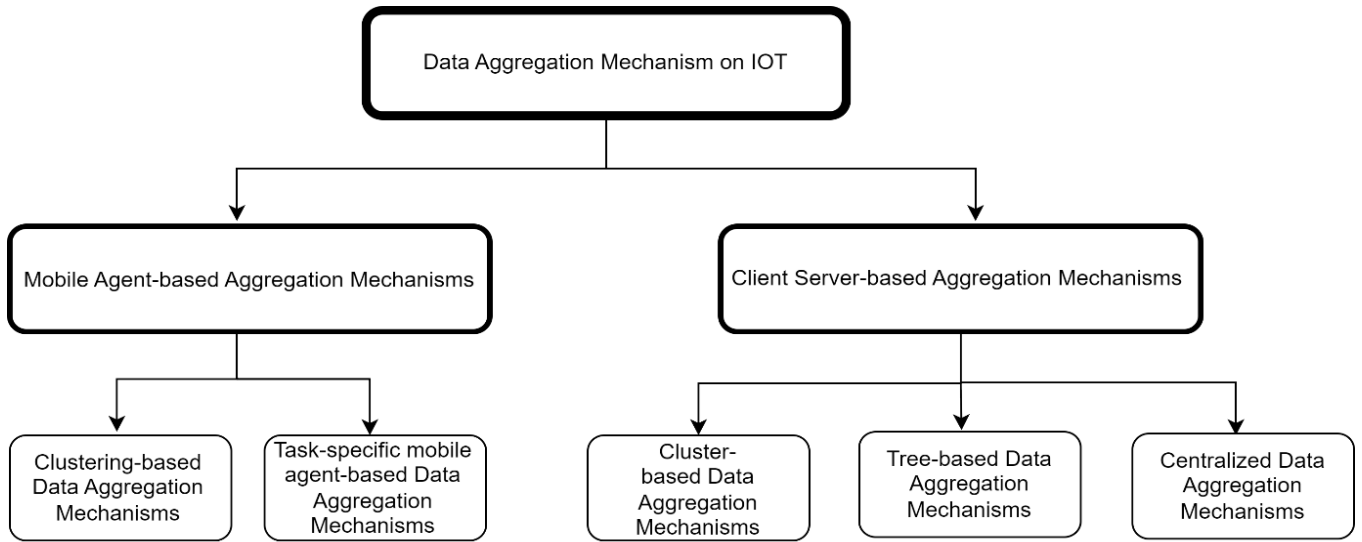 Data Aggregation Mechanism on IOT
Mobile Agent-based Aggregation Mechanisms
Client Server-based Aggregation Mechanisms
Clustering-based
Data Aggregation
Mechanisms
Task-specific mobile
agent-based Data
Aggregation
Mechanisms
Cluster-
based Data
Aggregation
Mechanisms
Tree-based Data
Aggregation
Mechanisms
Centralized Data
Aggregation
Mechanisms